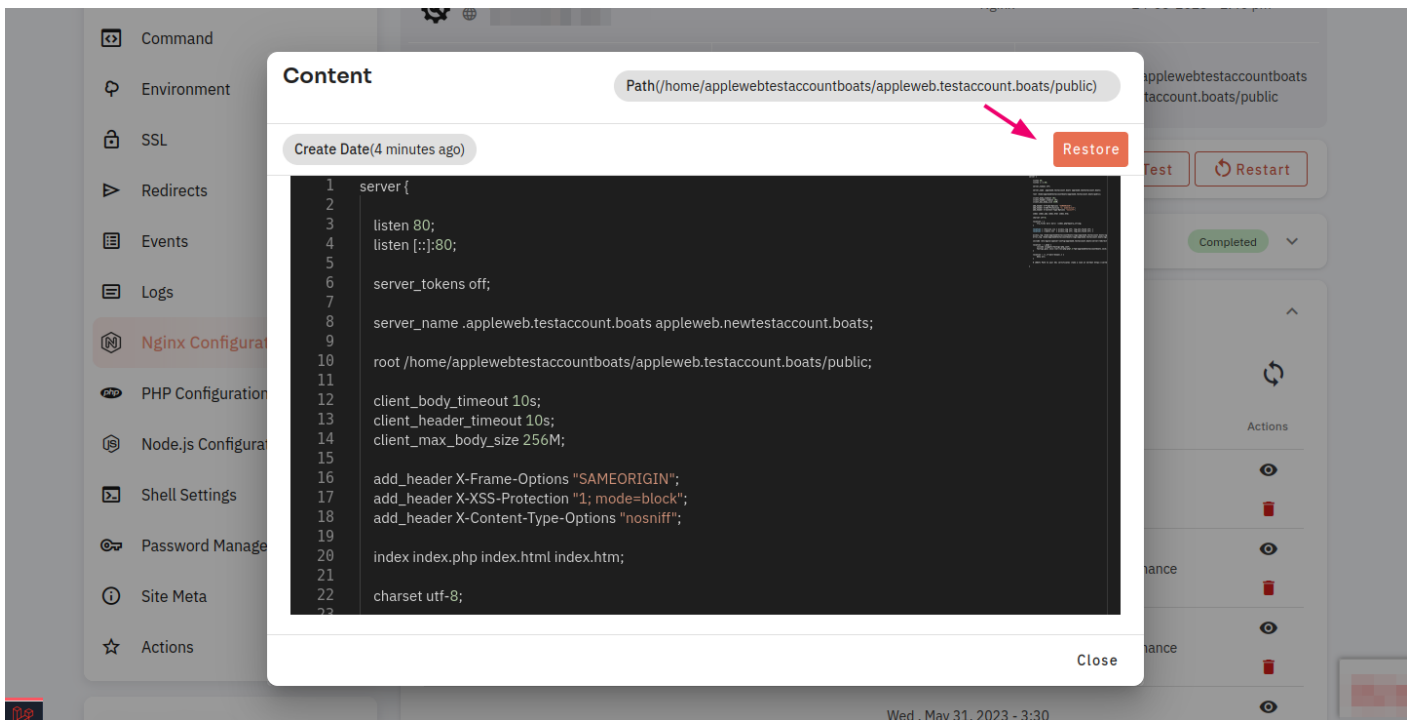 Command
Environment
SSL
Redirects
Events
Logs
Nginx Configurat
PHP Configuration
Node.js Configurat
Shell Settings
Password Manage
Site Meta
Actions
Content
Path(/home/applewebtestaccountboats/appleweb.testaccount.boats/public)
Create Date(4 minutes ago)
Restore
1 server {
2
3 listen 80;
4 listen [::]:80;
5
6 server_tokens off;
7
8 server_name .appleweb.testaccount.boats appleweb.newtestaccount.boats;
9
10 root /home/applewebtestaccountboats/appleweb.testaccount.boats/public;
11
12 client_body_timeout 10s;
13 client_header_timeout 10s;
14 client_max_body_size 256M;
15
16 add_header X-Frame-Options "SAMEORIGIN";
17 add_header X-XSS-Protection "1; mode=block";
18 add_header X-Content-Type-Options "nosniff";
19
20 index index.php index.html index.htm;
21
22 charset utf-8;
23
Close
applewebtestaccountboats
taccount.boats/public
Test
Restart
Completed
Actions
nance
nance
Wed , May 31, 2023 - 3:30